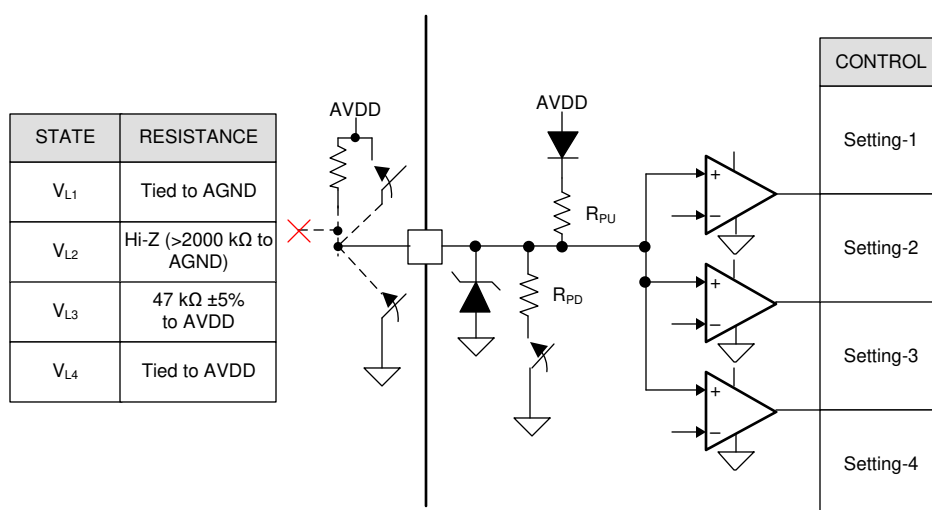 STATE RESISTANCE
V_L1 Tied to AGND
V_L2 Hi-Z (>2000 kΩ to
AGND)
V_L3 47 kΩ ±5%
to AVDD
V_L4 Tied to AVDD
AVDD
AVDD
R_PU
R_PD
+
−
+
−
+
−
CONTROL
Setting-1
Setting-2
Setting-3
Setting-4